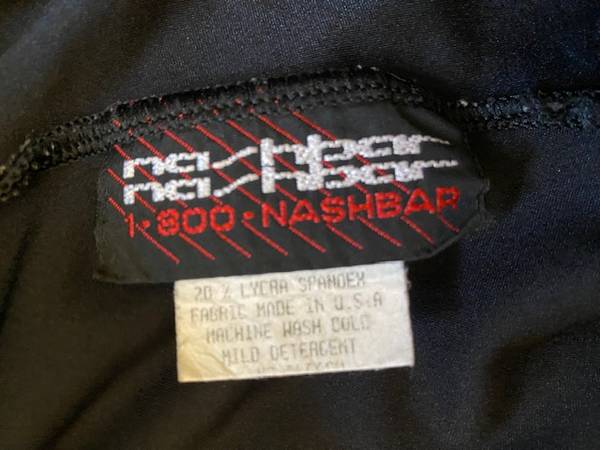 nashbar
nashbar
1·800·NASHBAR
20 % LYCRA SPANDEX
FABRIC MADE IN U.S.A
MACHINE WASH COLD
MILD DETERGENT